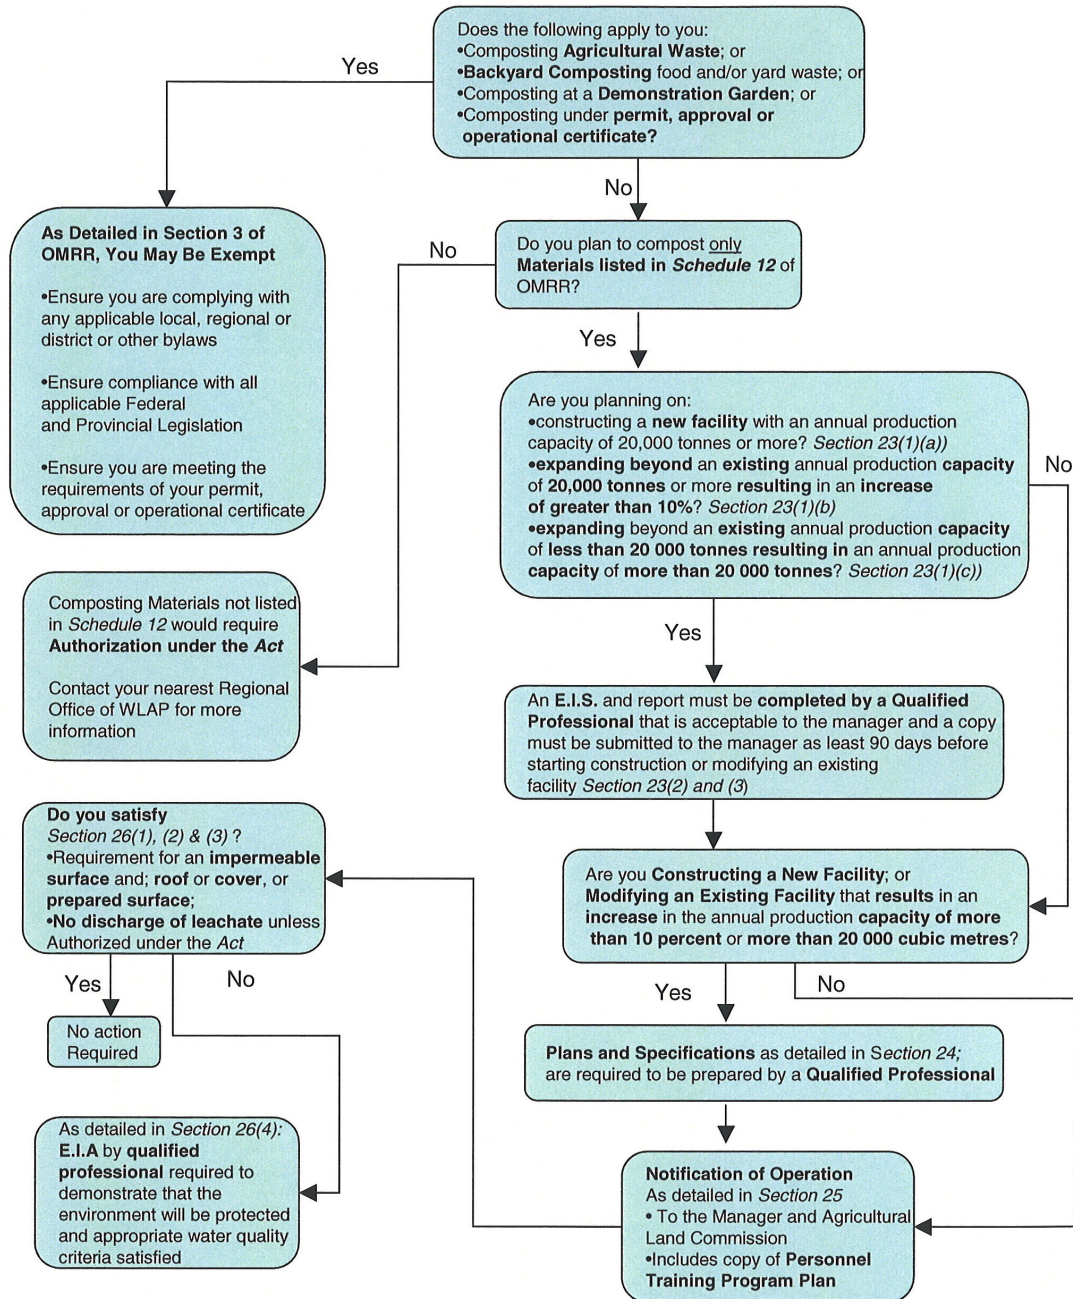 Does the following apply to you:
•Composting Agricultural Waste; or
•Backyard Composting food and/or yard waste; or
•Composting at a Demonstration Garden; or
•Composting under permit, approval or
operational certificate?
Yes
No
As Detailed in Section 3 of
OMRR, You May Be Exempt
•Ensure you are complying with
any applicable local, regional or
district or other bylaws
•Ensure compliance with all
applicable Federal
and Provincial Legislation
•Ensure you are meeting the
requirements of your permit,
approval or operational certificate
Do you plan to compost only
Materials listed in Schedule 12 of
OMRR?
No
Yes
Composting Materials not listed
in Schedule 12 would require
Authorization under the Act
Contact your nearest Regional
Office of WLAP for more
information
Are you planning on:
•constructing a new facility with an annual production
capacity of 20,000 tonnes or more? Section 23(1)(a))
•expanding beyond an existing annual production capacity
of 20,000 tonnes or more resulting in an increase
of greater than 10%? Section 23(1)(b)
•expanding beyond an existing annual production capacity
of less than 20 000 tonnes resulting in an annual production
capacity of more than 20 000 tonnes? Section 23(1)(c))
No
Yes
An E.I.S. and report must be completed by a Qualified
Professional that is acceptable to the manager and a copy
must be submitted to the manager as least 90 days before
starting construction or modifying an existing
facility Section 23(2) and (3)
Are you Constructing a New Facility; or
Modifying an Existing Facility that results in an
increase in the annual production capacity of more
than 10 percent or more than 20 000 cubic metres?
Yes
No
Plans and Specifications as detailed in Section 24;
are required to be prepared by a Qualified Professional
Notification of Operation
As detailed in Section 25
• To the Manager and Agricultural
Land Commission
•Includes copy of Personnel
Training Program Plan
Do you satisfy
Section 26(1), (2) & (3) ?
•Requirement for an impermeable
surface and; roof or cover, or
prepared surface;
•No discharge of leachate unless
Authorized under the Act
Yes
No
No action
Required
As detailed in Section 26(4):
E.I.A by qualified
professional required to
demonstrate that the
environment will be protected
and appropriate water quality
criteria satisfied